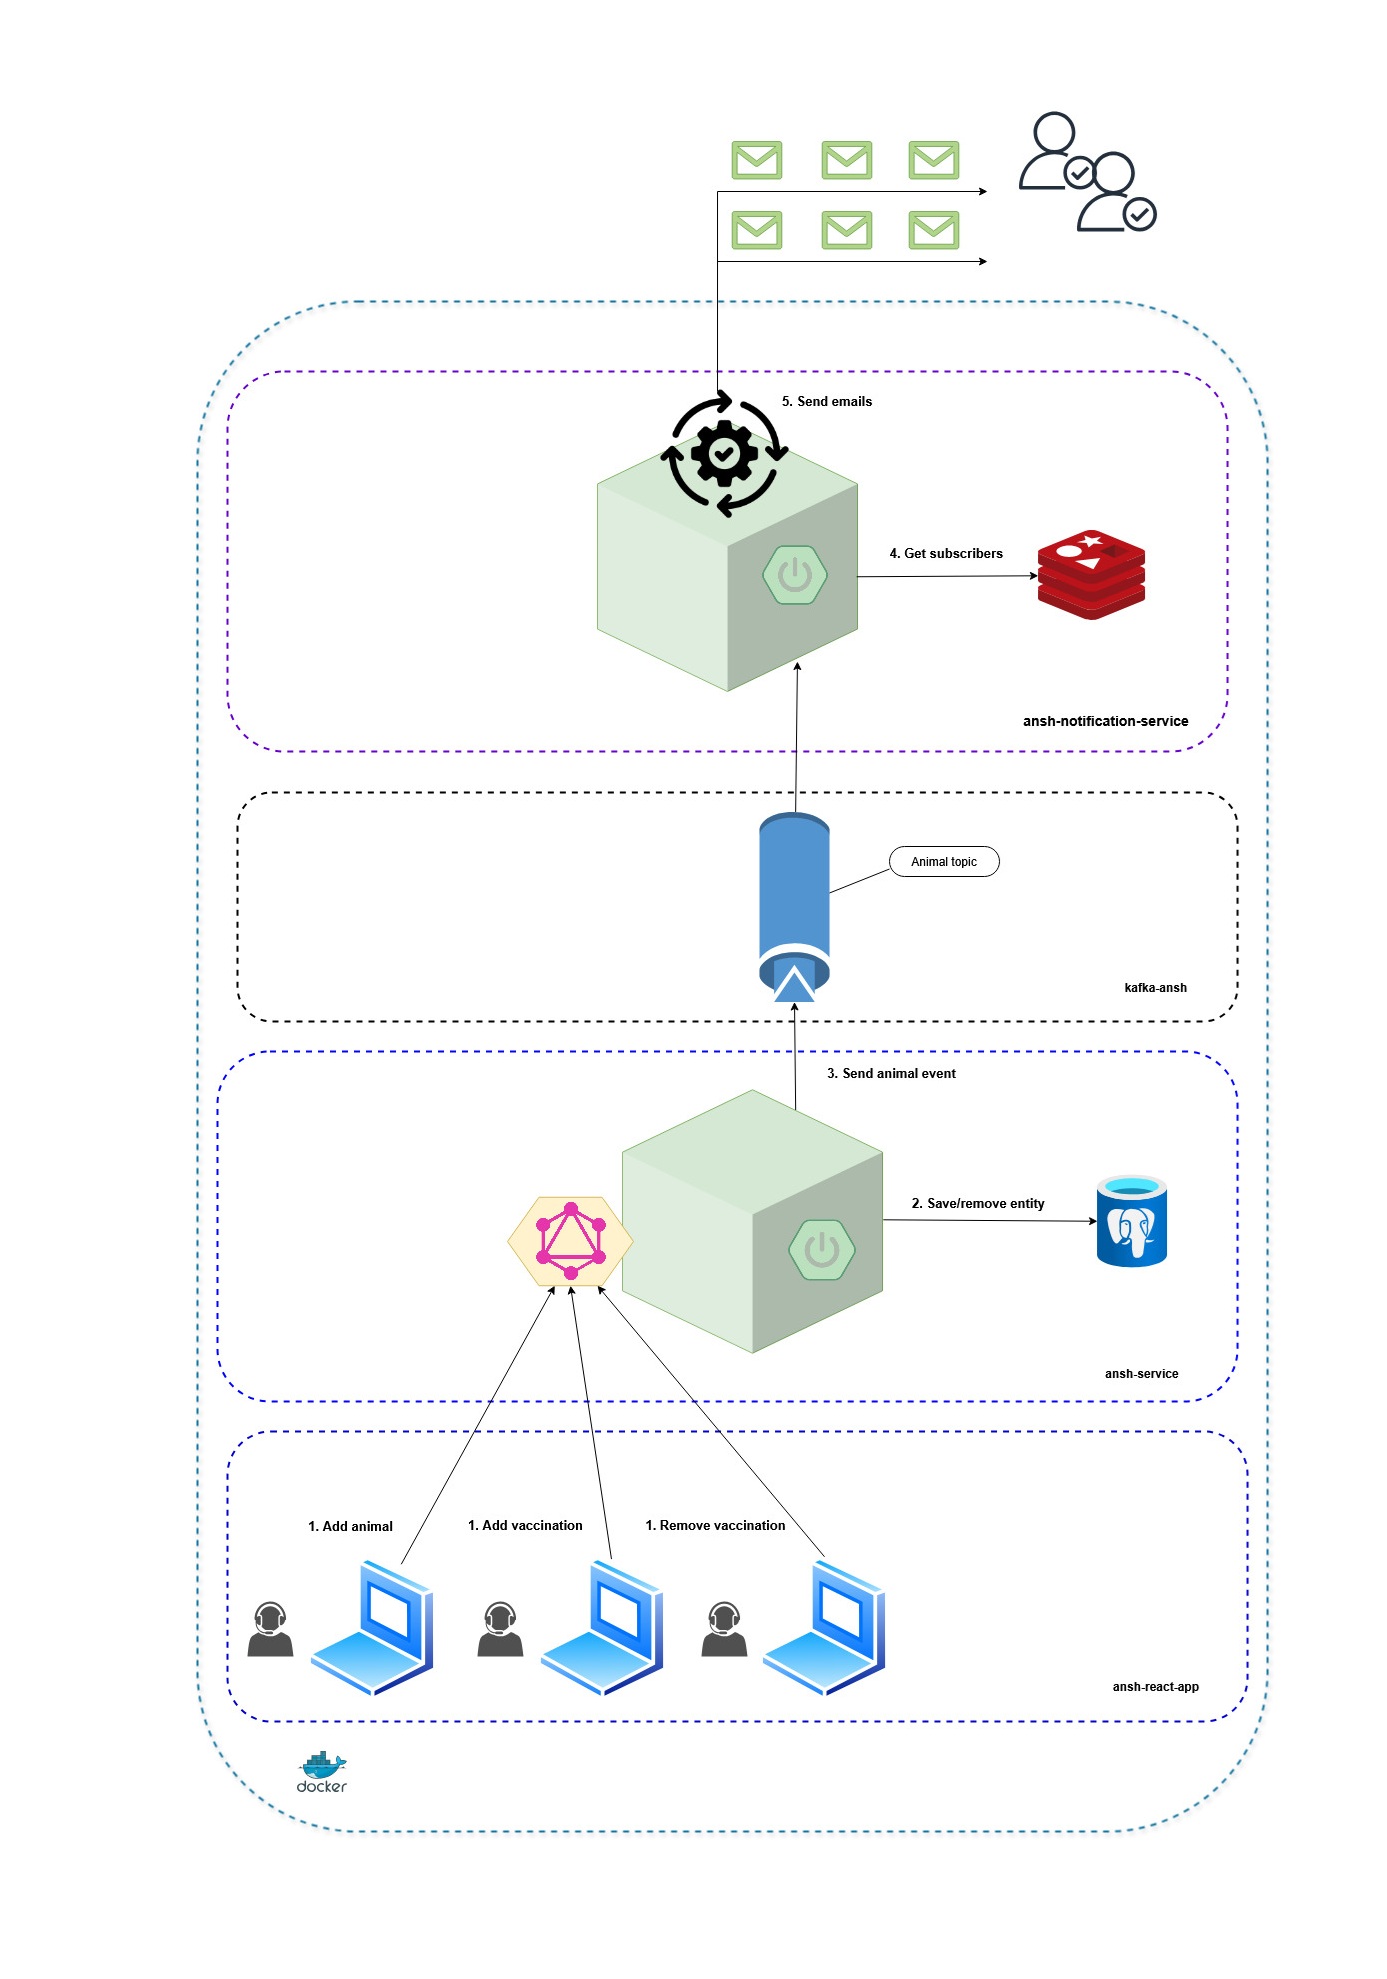 5. Send emails
4. Get subscribers
ansh-notification-service
Animal topic
kafka-ansh
3. Send animal event
2. Save/remove entity
ansh-service
1. Add animal
1. Add vaccination
1. Remove vaccination
ansh-react-app
docker